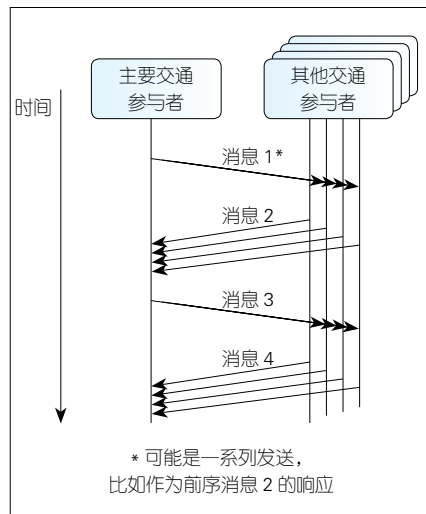 主要交通
参与者
其他交通
参与者
时间
消息 1*
消息 2
消息 3
消息 4
* 可能是一系列发送，
比如作为前序消息 2 的响应